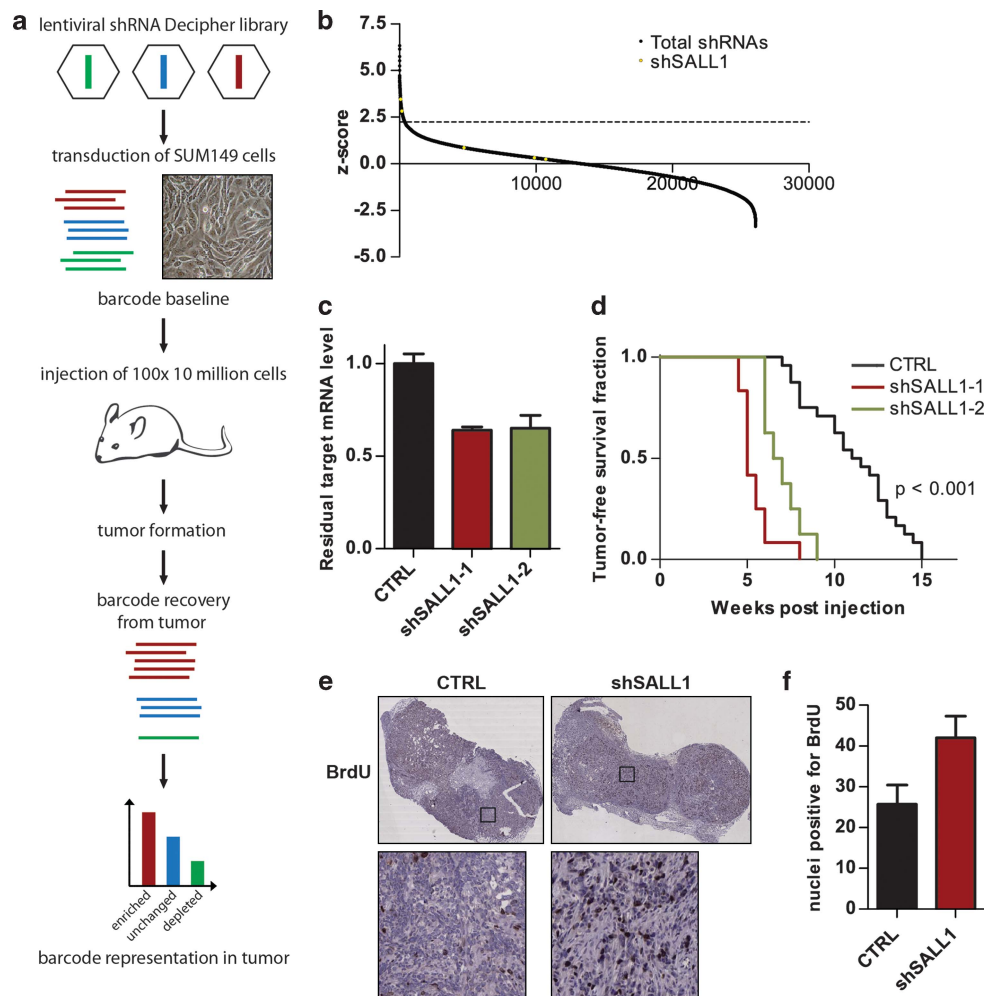 a
lentiviral shRNA Decipher library
transduction of SUM149 cells
barcode baseline
injection of 100x 10 million cells
tumor formation
barcode recovery
from tumor
enriched
unchanged
depleted
barcode representation in tumor
b
7.5
5.0
2.5
0.0
-2.5
-5.0
z-score
10000
20000
30000
Total shRNAs
shSALL1
c
Residual target mRNA level
1.0
0.5
0.0
CTRL
shSALL1-1
shSALL1-2
d
Tumor-free survival fraction
1.0
0.5
0.0
0
5
10
15
Weeks post injection
CTRL
shSALL1-1
shSALL1-2
p < 0.001
e
CTRL
shSALL1
BrdU
f
nuclei positive for BrdU
50
40
30
20
10
0
CTRL
shSALL1